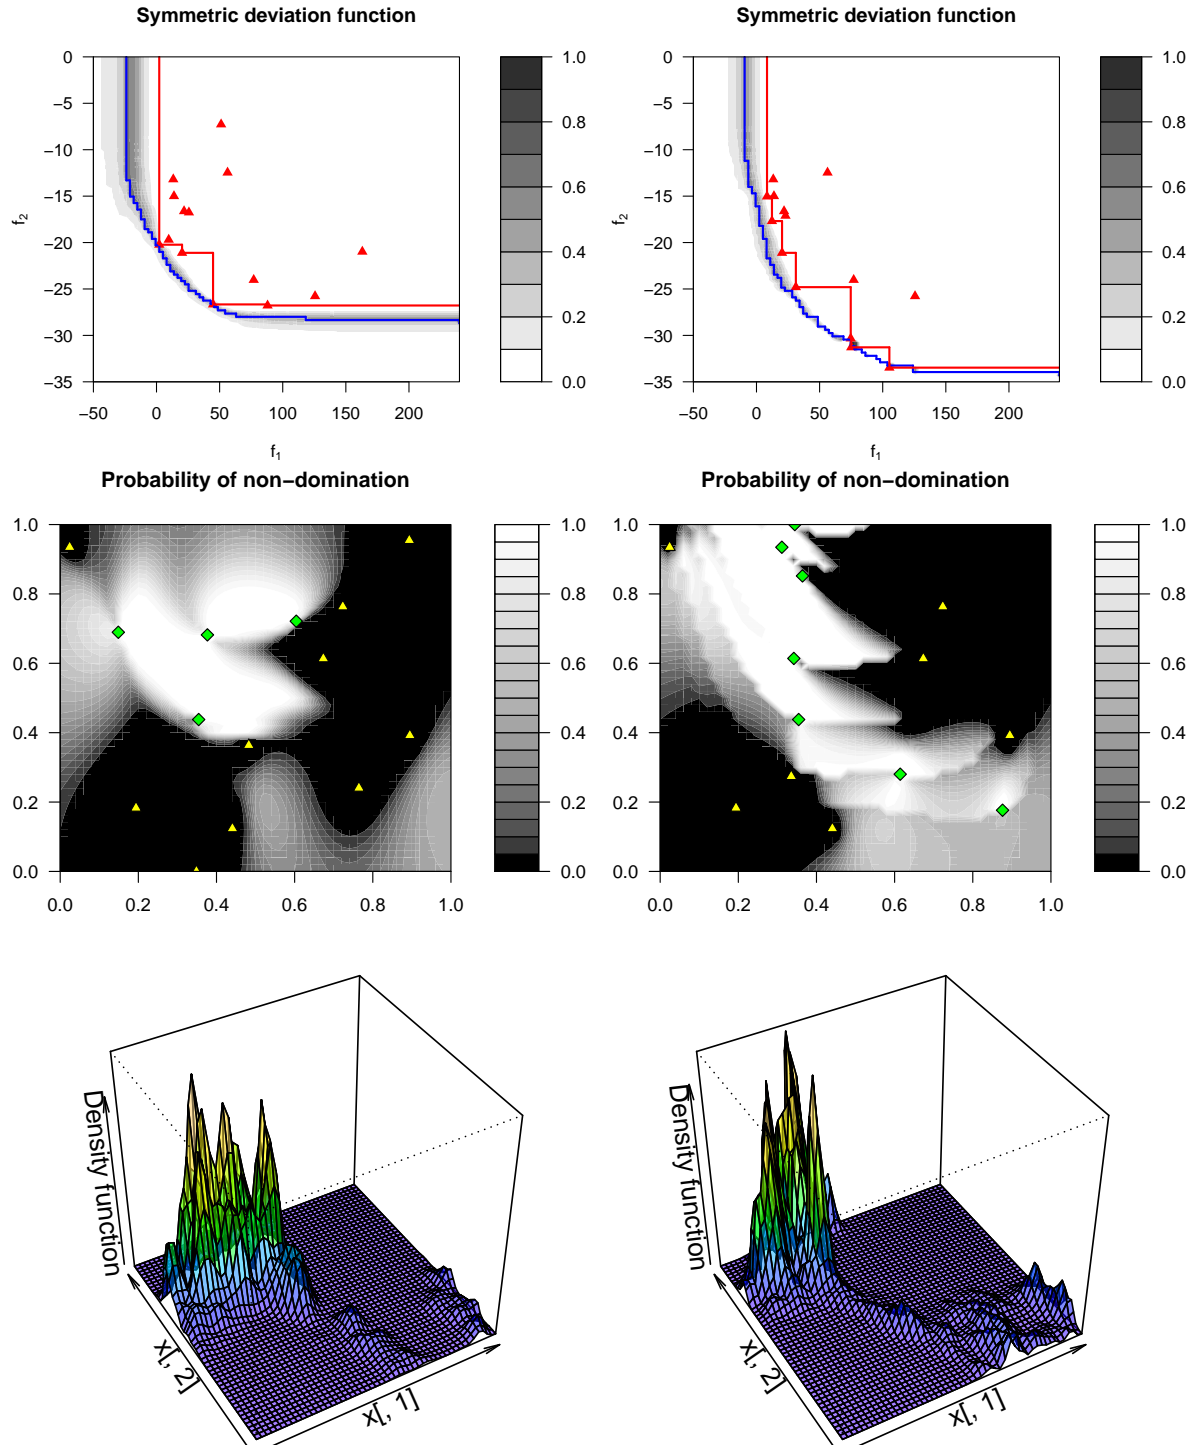 Symmetric deviation function
Symmetric deviation function
0
−5
−10
−15
−20
−25
−30
−35
f2
−50 0 50 100 150 200
f1
1.0
0.8
0.6
0.4
0.2
0.0
0
−5
−10
−15
−20
−25
−30
−35
f2
−50 0 50 100 150 200
f1
1.0
0.8
0.6
0.4
0.2
0.0
Probability of non−domination
Probability of non−domination
1.0
0.8
0.6
0.4
0.2
0.0
0.0 0.2 0.4 0.6 0.8 1.0
1.0
0.8
0.6
0.4
0.2
0.0
1.0
0.8
0.6
0.4
0.2
0.0
0.0 0.2 0.4 0.6 0.8 1.0
1.0
0.8
0.6
0.4
0.2
0.0
Density function
x[, 2]
x[, 1]
Density function
x[, 2]
x[, 1]